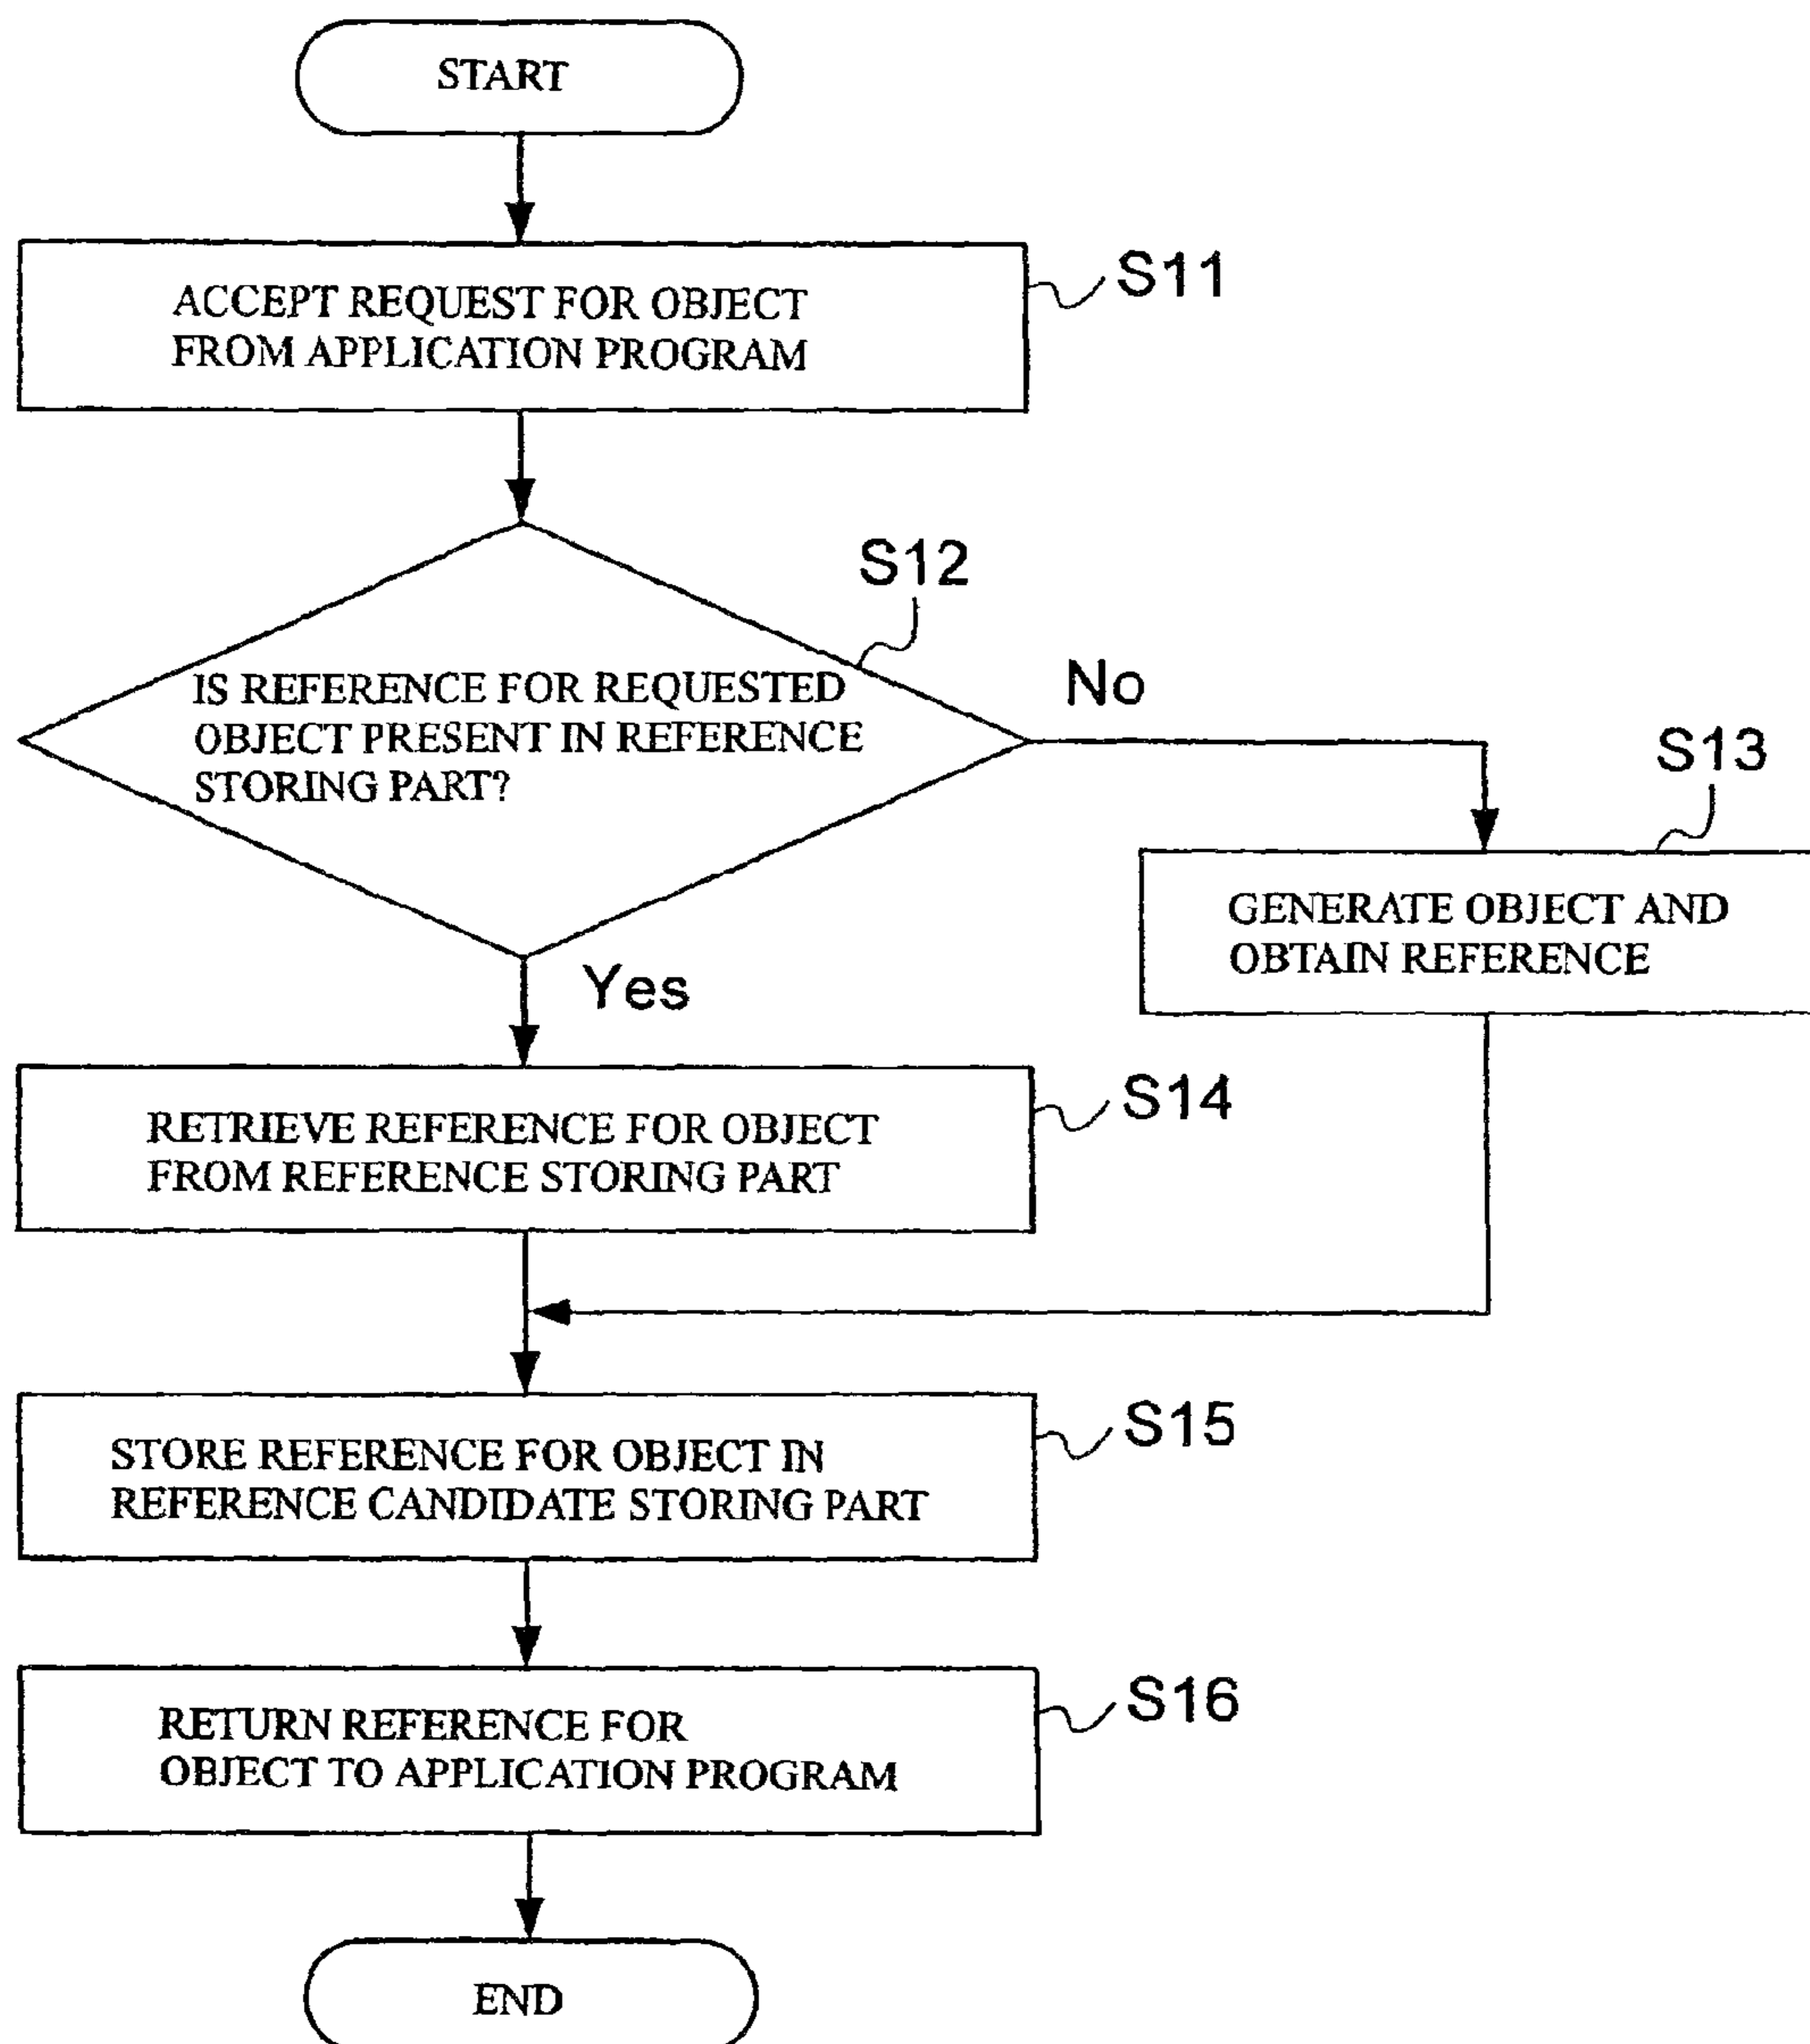 START
ACCEPT REQUEST FOR OBJECT
FROM APPLICATION PROGRAM
S11
S12
IS REFERENCE FOR REQUESTED
OBJECT PRESENT IN REFERENCE
STORING PART?
No
S13
GENERATE OBJECT AND
OBTAIN REFERENCE
Yes
RETRIEVE REFERENCE FOR OBJECT
FROM REFERENCE STORING PART
S14
STORE REFERENCE FOR OBJECT IN
REFERENCE CANDIDATE STORING PART
S15
RETURN REFERENCE FOR
OBJECT TO APPLICATION PROGRAM
S16
END